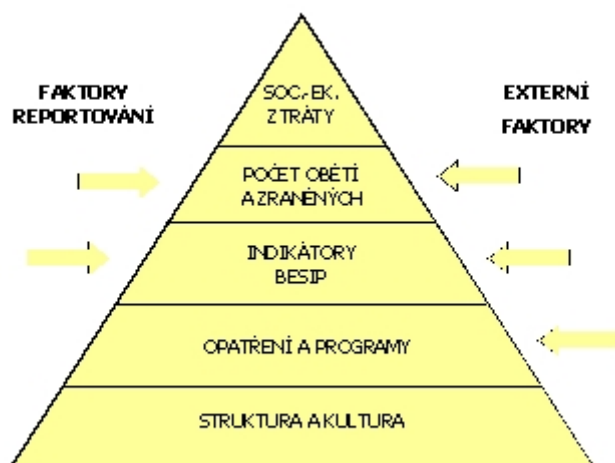 FAKTORY
REPORTOVÁNÍ
EXTERNÍ
FAKTORY
SOC.-EK.
ZTRÁTY
POČET OBĚTÍ
A ZRANĚNÝCH
INDIKÁTORY
BESIP
OPATŘENÍ A PROGRAMY
STRUKTURA A KULTURA